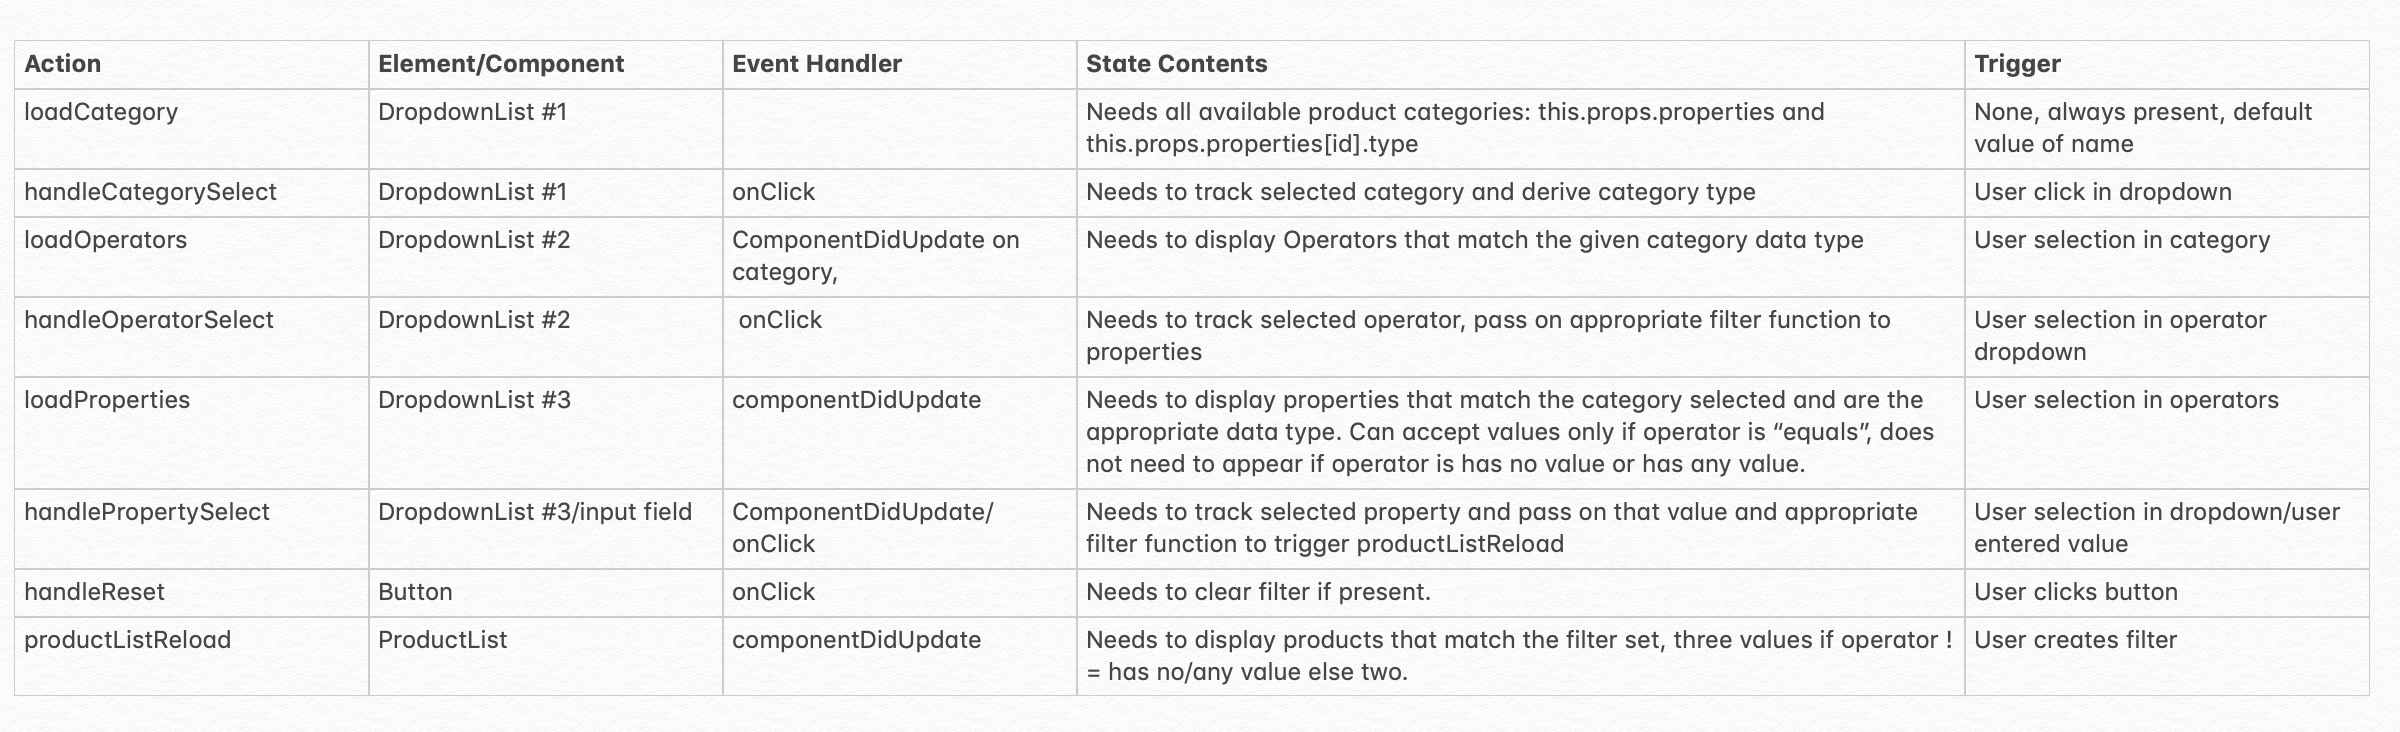 Action Element/Component Event Handler State Contents Trigger
loadCategory DropdownList #1 Needs all available product categories: this.props.properties and None, always present, default
this.props.properties[id].type value of name
handleCategorySelect DropdownList #1 onClick Needs to track selected category and derive category type User click in dropdown
loadOperators DropdownList #2 ComponentDidUpdate on Needs to display Operators that match the given category data type User selection in category
category,
handleOperatorSelect DropdownList #2 onClick Needs to track selected operator, pass on appropriate filter function to User selection in operator
properties dropdown
loadProperties DropdownList #3 componentDidUpdate Needs to display properties that match the category selected and are the User selection in operators
appropriate data type. Can accept values only if operator is “equals”, does
not need to appear if operator is has no value or has any value.
handlePropertySelect DropdownList #3/input field ComponentDidUpdate/ Needs to track selected property and pass on that value and appropriate User selection in dropdown/user
onClick filter function to trigger productListReload entered value
handleReset Button onClick Needs to clear filter if present. User clicks button
productListReload ProductList componentDidUpdate Needs to display products that match the filter set, three values if operator ! User creates filter
= has no/any value else two.